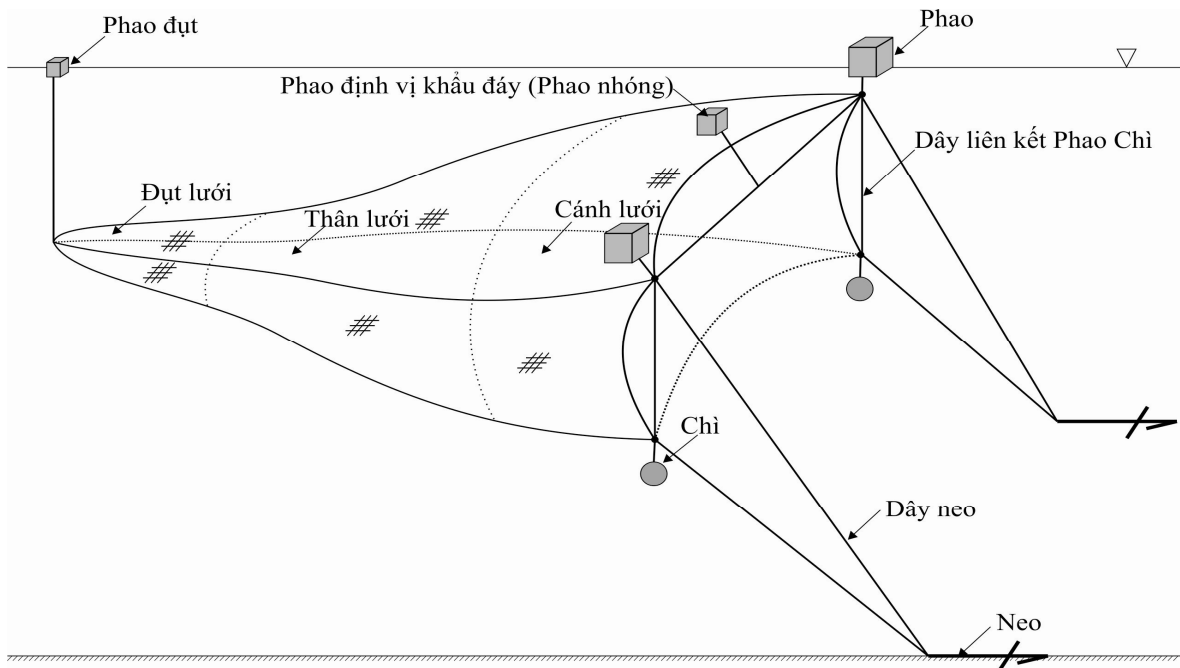 Phao đụt
Phao
Phao định vị khẩu đáy (Phao nhóng)
Dây liên kết Phao Chì
Đụt lưới
Thân lưới
Cánh lưới
Chì
Dây neo
Neo